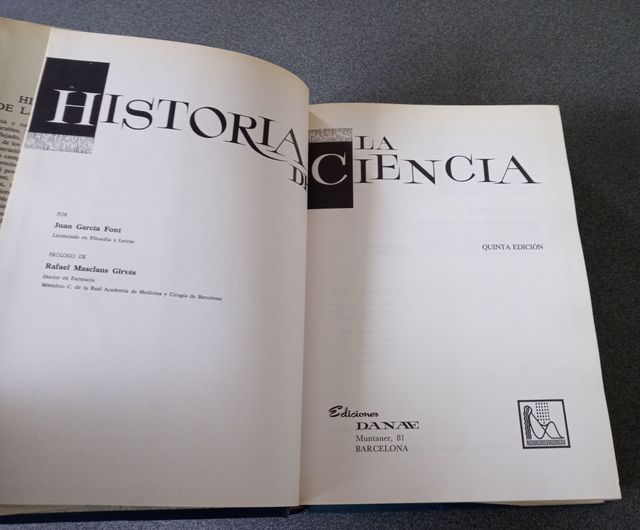 HISTORIA DE
LA CIENCIA
POR
Juan García Font
Licenciado en Filosofía y Letras
PROLOGO DE
Rafael Masclans Girvés
Doctor en Farmacia
Miembro C. de la Real Academia de Medicina y Cirugía de Barcelona
QUINTA EDICIÓN
Ediciones
DANAE
Muntaner, 81
BARCELONA